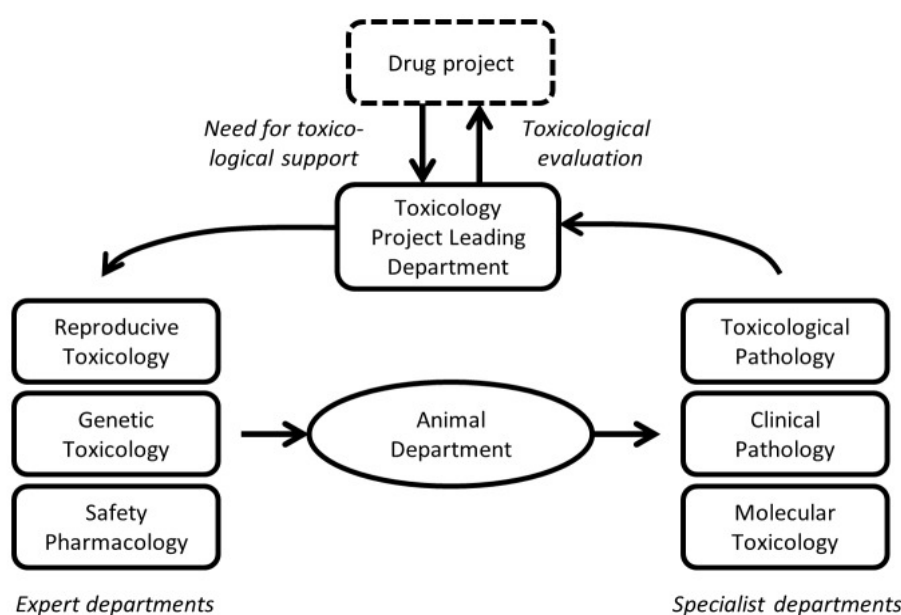 Drug project
Need for toxico-
logical support
Toxicological
evaluation
Toxicology
Project Leading
Department
Reproducive
Toxicology
Genetic
Toxicology
Safety
Pharmacology
Expert departments
Animal
Department
Toxicological
Pathology
Clinical
Pathology
Molecular
Toxicology
Specialist departments